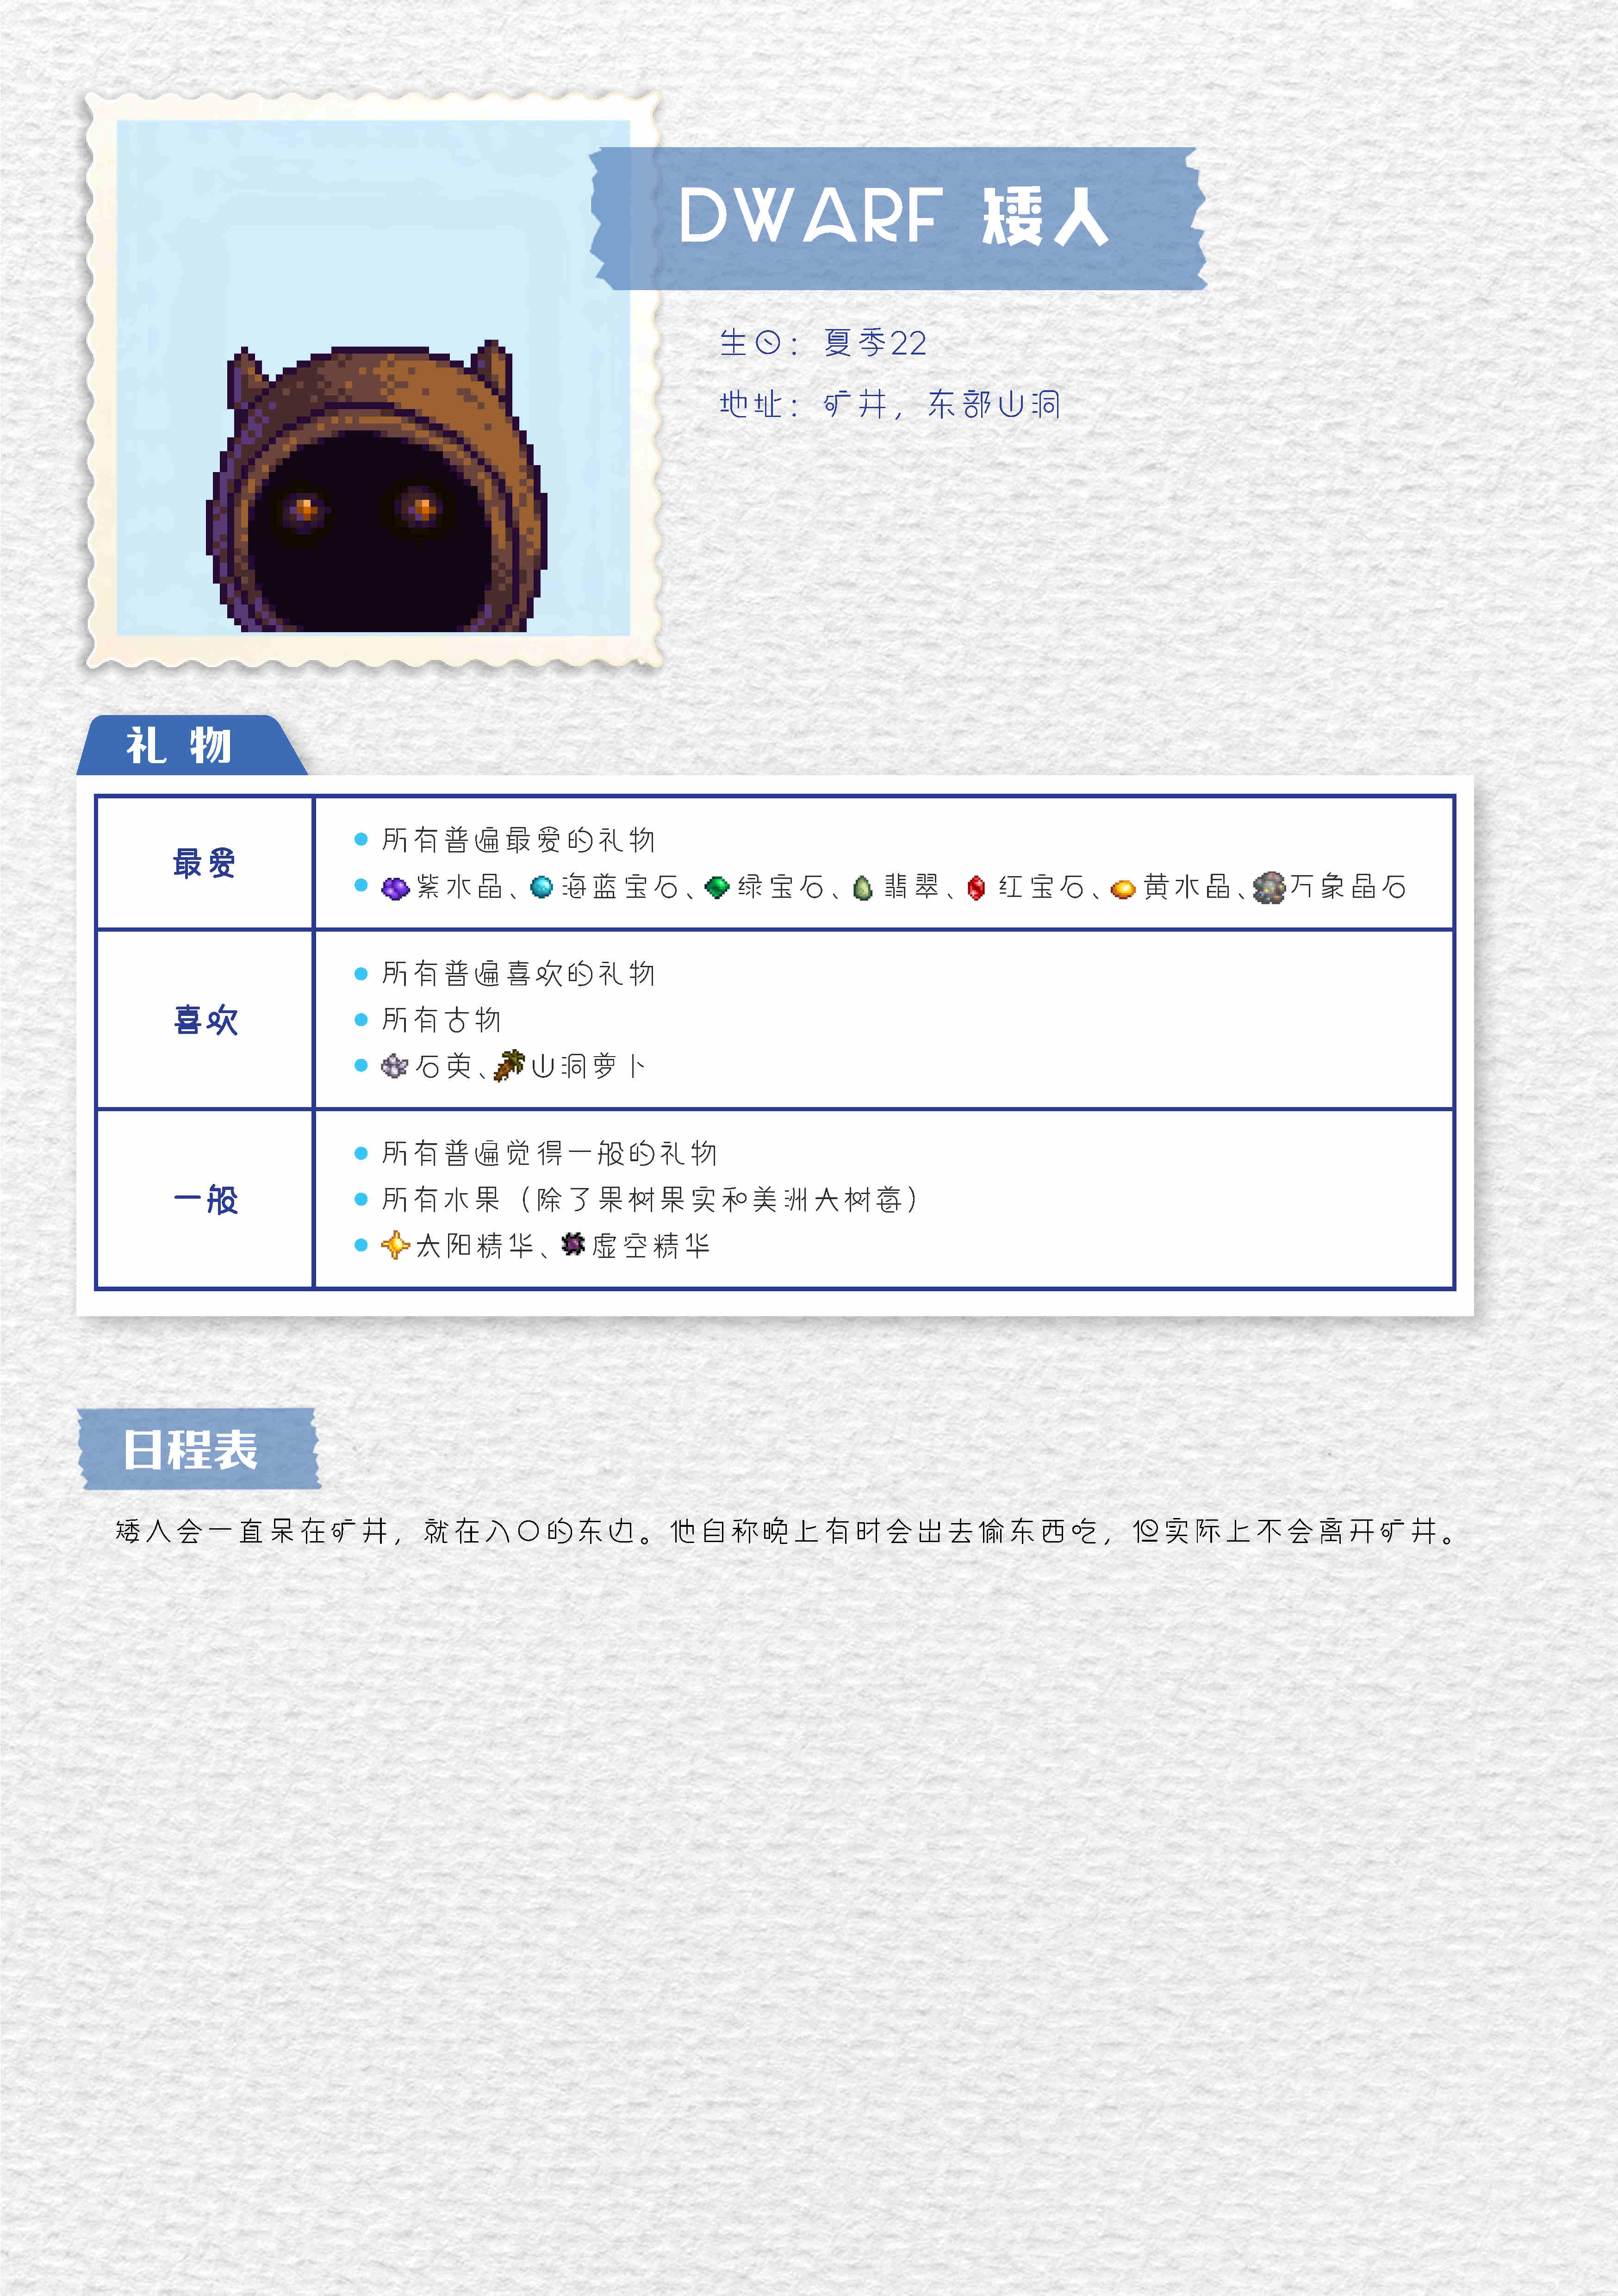 DWARF 矮人
生日：夏季22
地址：矿井，东部山洞
礼 物
最爱
所有普遍最爱的礼物
紫水晶、海蓝宝石、绿宝石、翡翠、红宝石、黄水晶、万象晶石
喜欢
所有普遍喜欢的礼物
所有古物
石英、山洞萝卜
一般
所有普遍觉得一般的礼物
所有水果（除了果树果实和美洲大树莓）
太阳精华、虚空精华
日程表
矮人会一直呆在矿井，就在入口的东边。他自称晚上有时会出去偷东西吃，但实际上不会离开矿井。